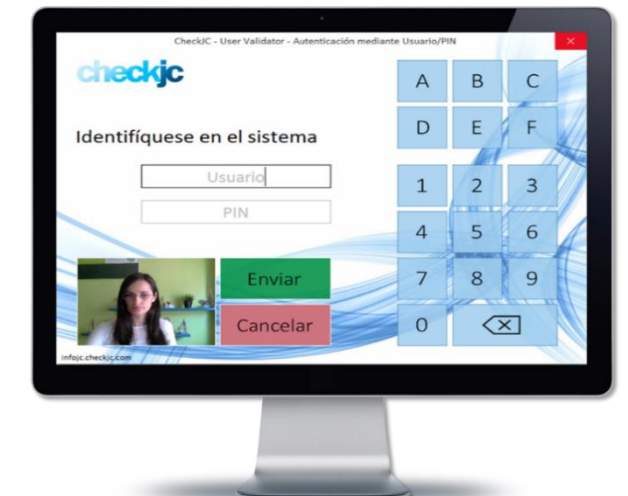 CheckJC - User Validator - Autenticación mediante Usuario/PIN
checkjc
Identifíquese en el sistema
Usuario
PIN
Enviar
Cancelar
infojc.checkjc.com
A B C
D E F
1 2 3
4 5 6
7 8 9
0